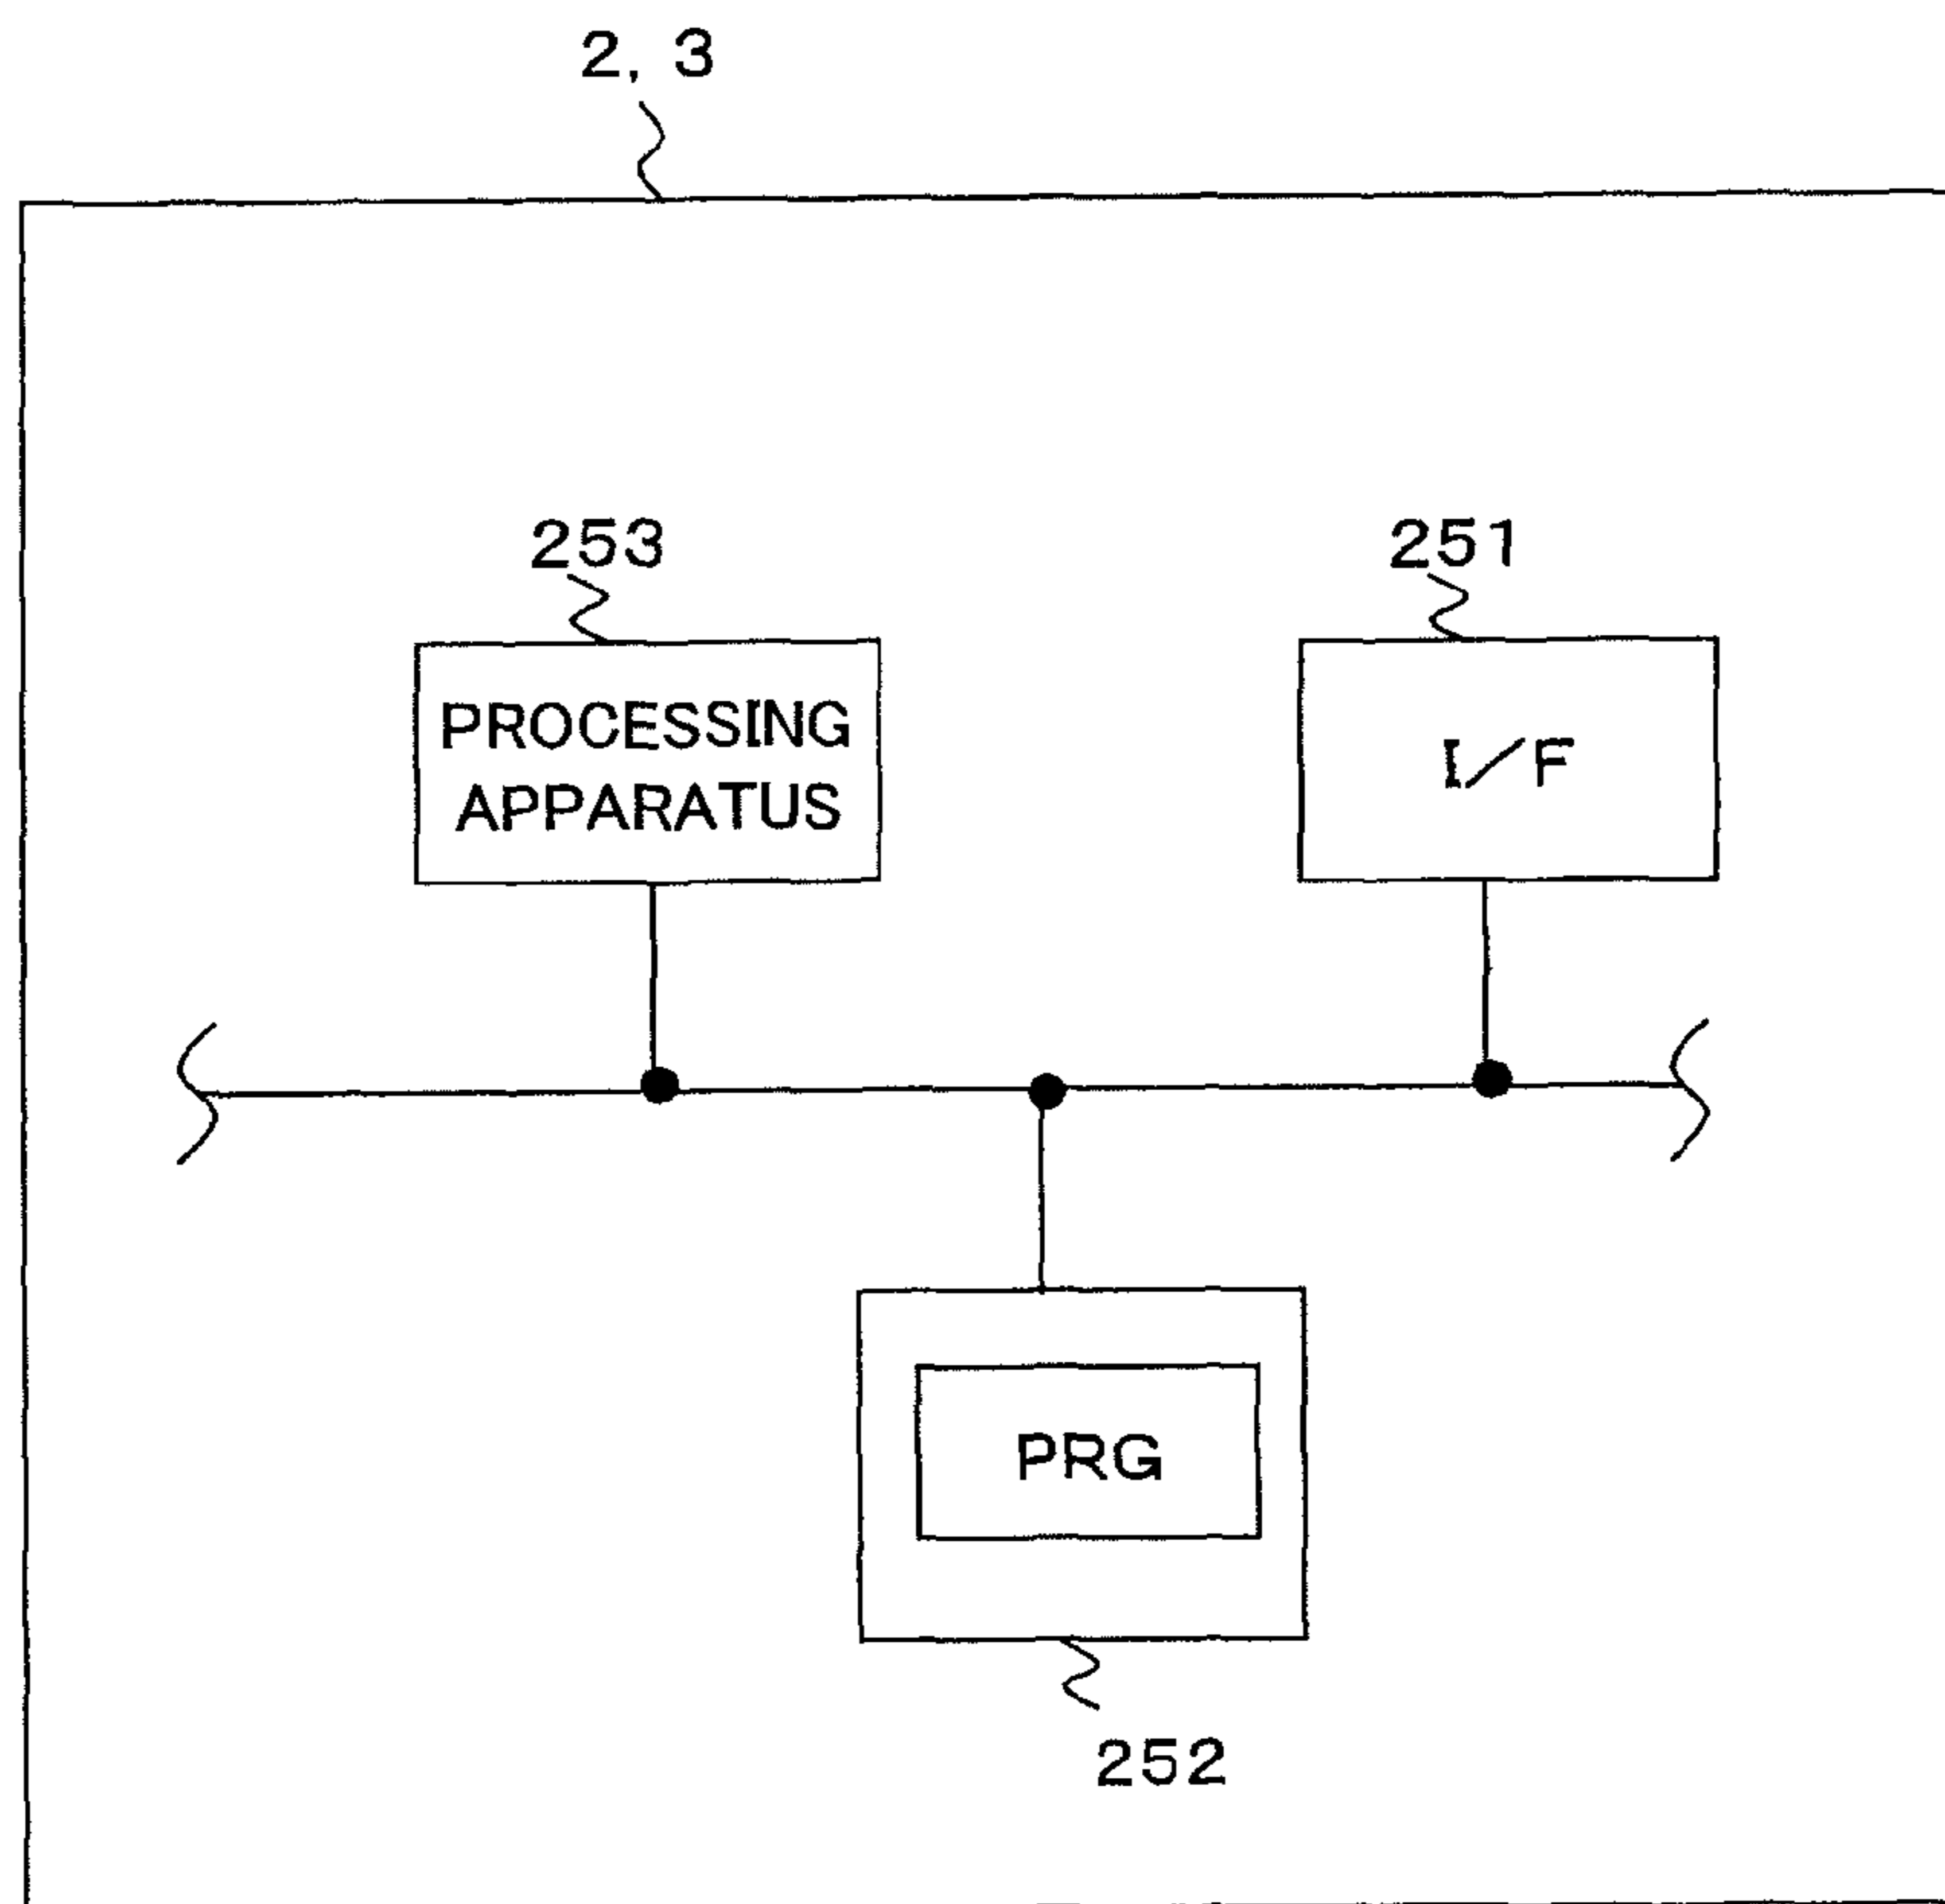 2, 3
253
251
PROCESSING
APPARATUS
I/F
PRG
252